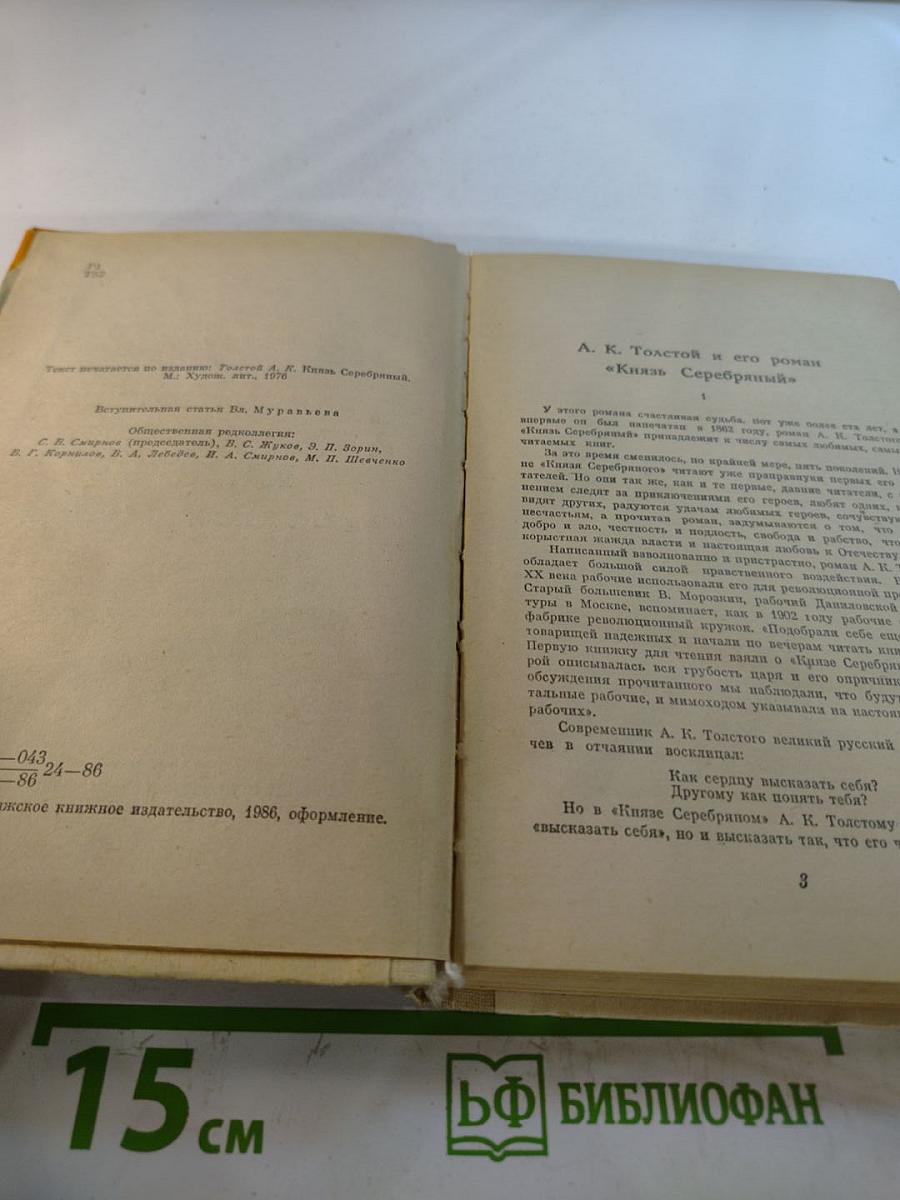 Р1
Т52
Текст печатается по изданию: Толстой А. К. Князь Серебряный.
М.: Худож. лит., 1976
Вступительная статья Вл. Муравьева
Общественная редколлегия:
С. В. Смирнов (председатель), В. С. Жуков, Э. П. Зорин,
В. Г. Корнилов, В. А. Лебедев, И. А. Смирнов, М. П. Шевченко
—043
—86 24—86
жское книжное издательство, 1986, оформление.
А. К. Толстой и его роман
«Князь Серебряный»
1
У этого романа счастливая судьба. Вот уже более ста лет, а
впервые он был напечатан в 1862 году, роман А. К. Толстого
«Князь Серебряный» принадлежит к числу самых любимых, самы
читаемых книг.
За это время сменилось, по крайней мере, пять поколений.
не «Князя Серебряного» читают уже праправнуки первых его
тателей. Но они так же, как и те первые, давние читатели, с
нением следят за приключениями его героев, любят одних,
видят других, радуются удачам любимых героев, сочувствую
несчастьям, а прочитав роман, задумываются о том, что
добро и зло, честность и подлость, свобода и рабство, что
корыстная жажда власти и настоящая любовь к Отечеству
Написанный взволнованно и пристрастно, роман А. К. Т
обладает большой силой нравственного воздействия.
XX века рабочие использовали его для революционной пр
Старый большевик В. Морозкин, рабочий Даниловской
туры в Москве, вспоминает, как в 1902 году рабочие
фабрике революционный кружок. «Подобрали себе ещ
товарищей надежных и начали по вечерам читать кни
Первую книжку для чтения взяли о «Князе Серебрян
рой описывалась вся грубость царя и его опричник
обсуждения прочитанного мы наблюдали, что будут
тальные рабочие, и мимоходом указывали на настоя
рабочих».
Современник А. К. Толстого великий русский
чев в отчаянии восклицал:
Как сердцу высказать себя?
Другому как понять тебя?
Но в «Князе Серебряном» А. К. Толстому
«высказать себя», но и высказать так, что его ч
3
15 см
ЬФ БИБЛИОФАН